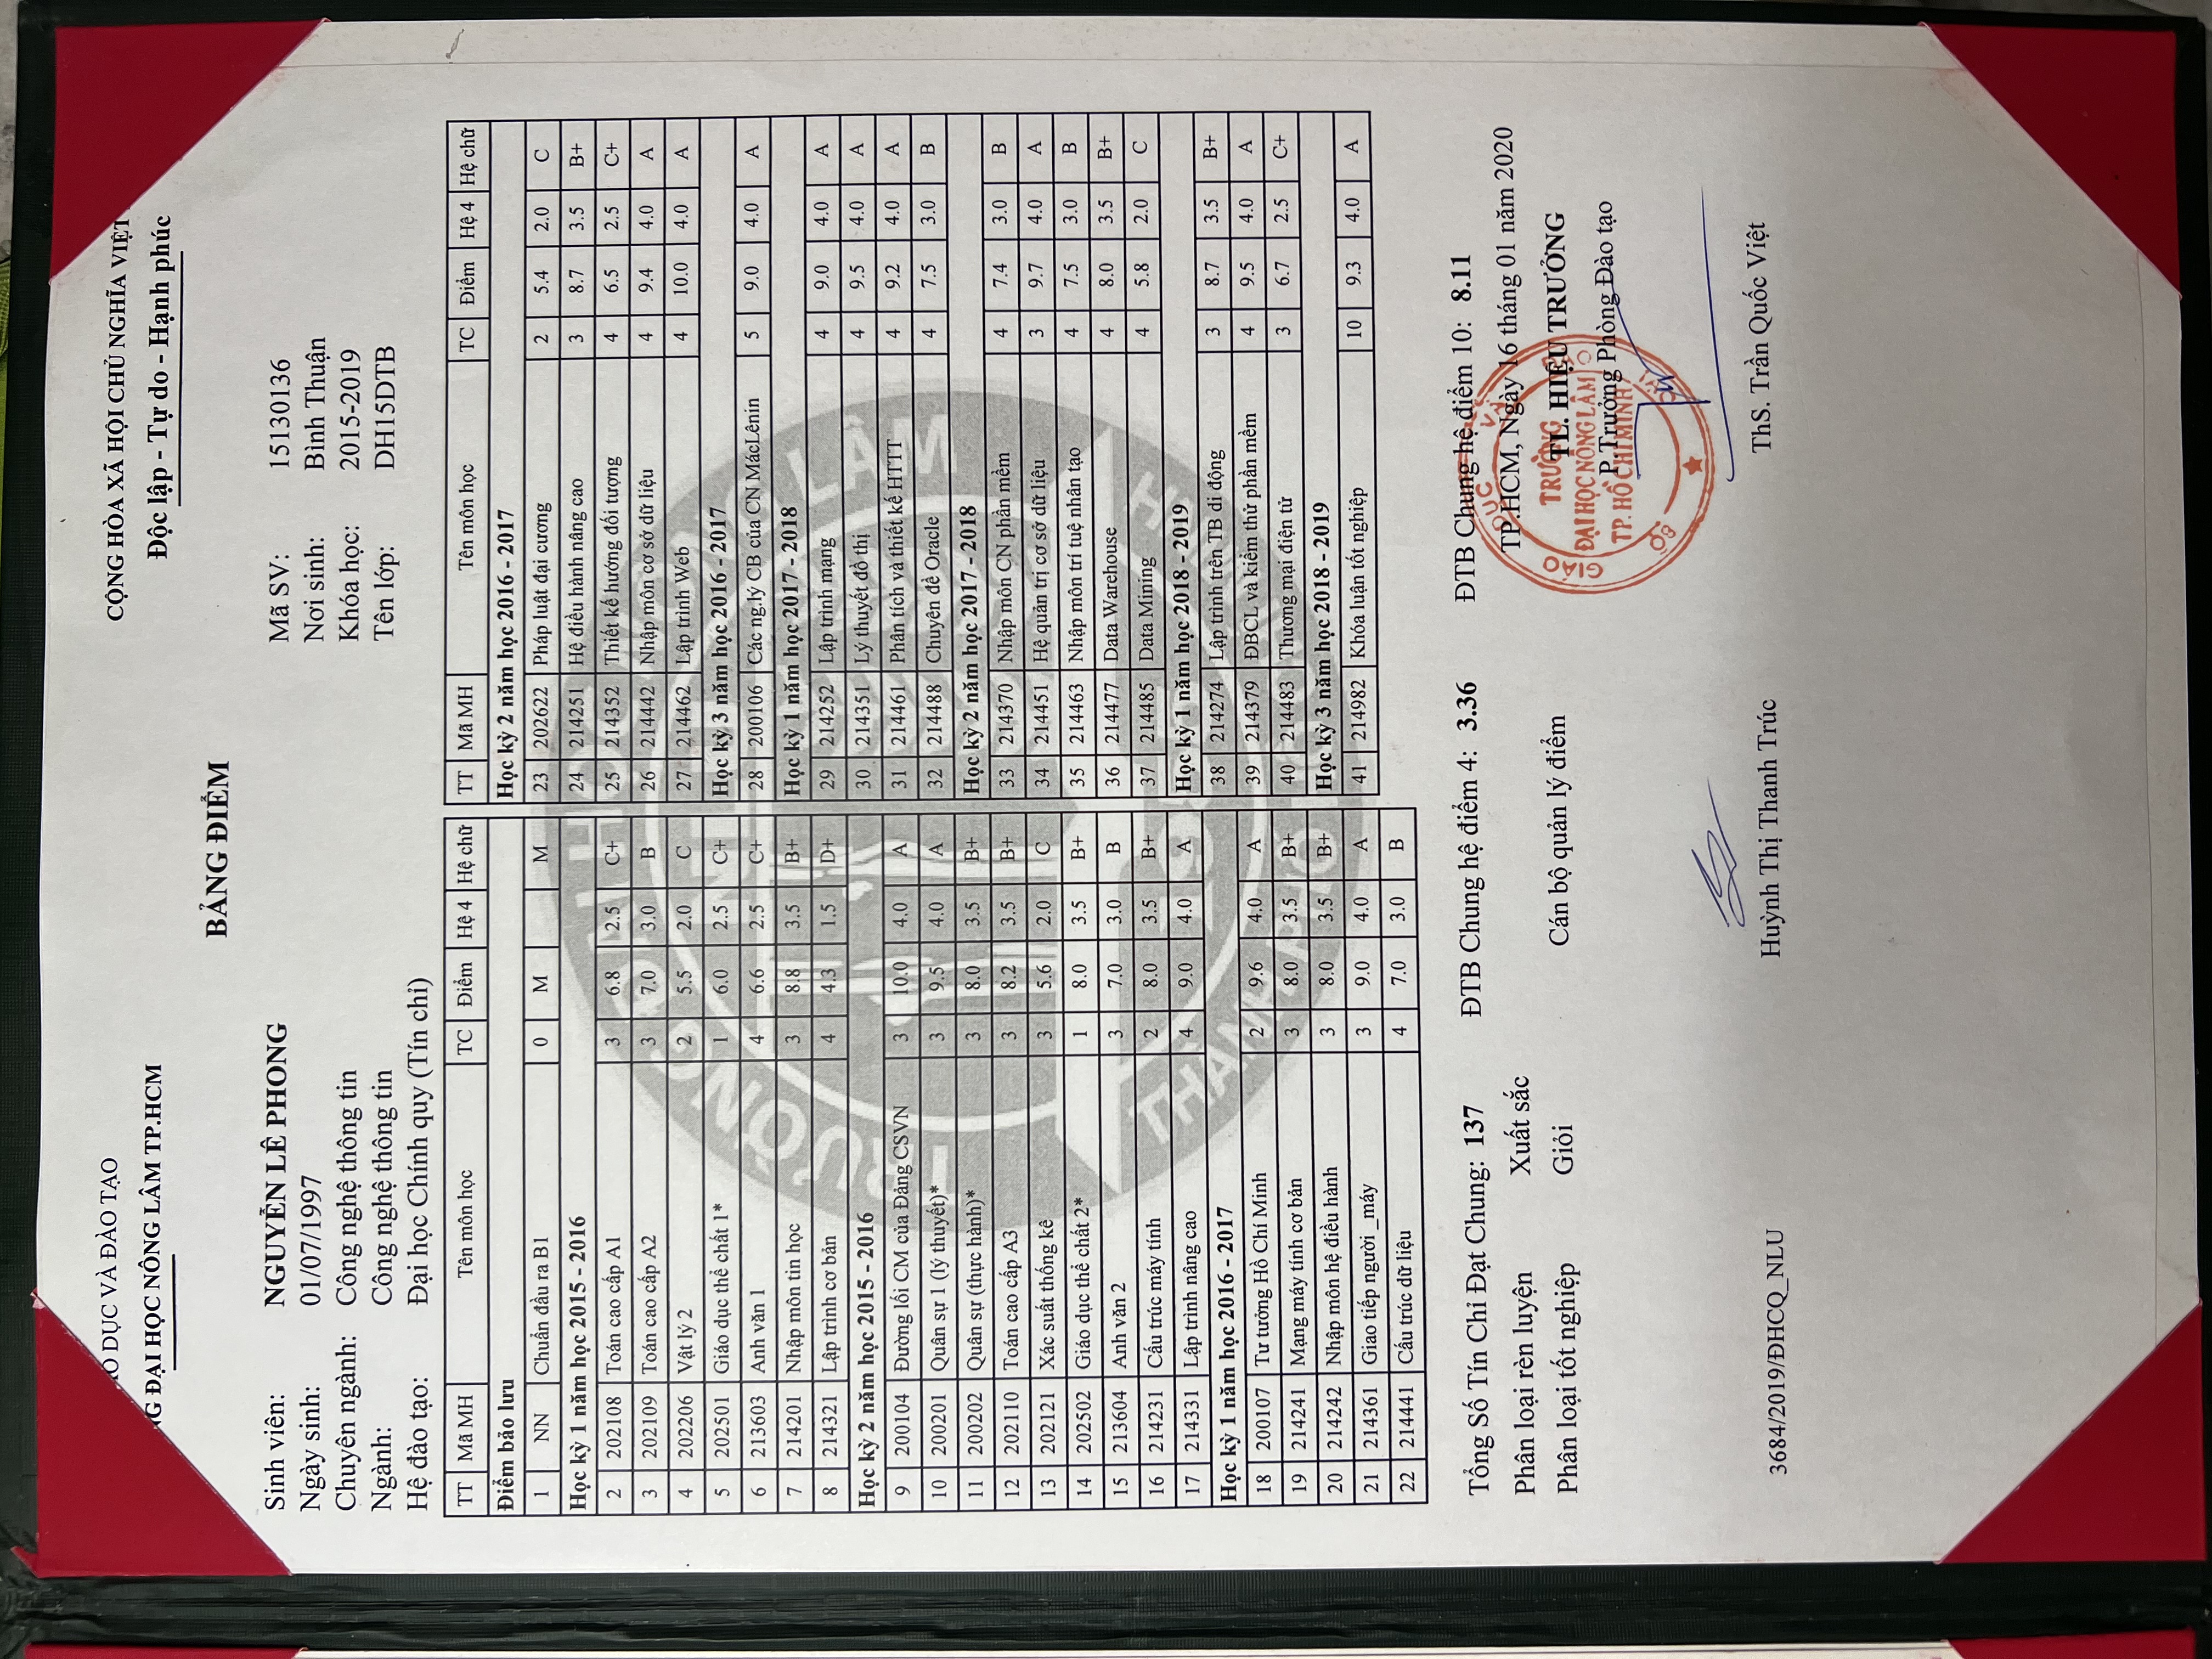 DỤC VÀ ĐÀO TẠO
ĐẠI HỌC NÔNG LÂM TP.HCM
CỘNG HÒA XÃ HỘI CHỦ NGHĨA VIỆT
Độc lập - Tự do - Hạnh phúc
BẢNG ĐIỂM
Sinh viên: NGUYỄN LÊ PHONG
Ngày sinh: 01/07/1997
Chuyên ngành: Công nghệ thông tin
Ngành: Công nghệ thông tin
Hệ đào tạo: Đại học Chính quy (Tín chỉ)
Mã SV: 15130136
Nơi sinh: Bình Thuận
Khóa học: 2015-2019
Tên lớp: DH15DTB
TT Mã MH Tên môn học TC Điểm Hệ 4 Hệ chữ
Điểm bảo lưu
1 NN Chuẩn đầu ra B1 0 M M
Học kỳ 1 năm học 2015 - 2016
2 202108 Toán cao cấp A1 3 6.8 2.5 C+
3 202109 Toán cao cấp A2 3 7.0 3.0 B
4 202206 Vật lý 2 2 5.5 2.0 C
5 202501 Giáo dục thể chất 1* 1 6.0 2.5 C+
6 213603 Anh văn 1 4 6.6 2.5 C+
7 214201 Nhập môn tin học 3 8.8 3.5 B+
8 214321 Lập trình cơ bản 4 4.3 1.5 D+
Học kỳ 2 năm học 2015 - 2016
9 200104 Đường lối CM của Đảng CSVN 3 10.0 4.0 A
10 200201 Quân sự 1 (lý thuyết)* 3 9.5 4.0 A
11 200202 Quân sự (thực hành)* 3 8.0 3.5 B+
12 202110 Toán cao cấp A3 3 8.2 3.5 B+
13 202121 Xác suất thống kê 3 5.6 2.0 C
14 202502 Giáo dục thể chất 2* 1 8.0 3.5 B+
15 213604 Anh văn 2 3 7.0 3.0 B
16 214231 Cấu trúc máy tính 2 8.0 3.5 B+
17 214331 Lập trình nâng cao 4 9.0 4.0 A
Học kỳ 1 năm học 2016 - 2017
18 200107 Tư tưởng Hồ Chí Minh 2 9.6 4.0 A
19 214241 Mạng máy tính cơ bản 3 8.0 3.5 B+
20 214242 Nhập môn hệ điều hành 3 8.0 3.5 B+
21 214361 Giao tiếp người _máy 3 9.0 4.0 A
22 214441 Cấu trúc dữ liệu 4 7.0 3.0 B
TT Mã MH Tên môn học TC Điểm Hệ 4 Hệ chữ
Học kỳ 2 năm học 2016 - 2017
23 202622 Pháp luật đại cương 2 5.4 2.0 C
24 214251 Hệ điều hành nâng cao 3 8.7 3.5 B+
25 214352 Thiết kế hướng đối tượng 4 6.5 2.5 C+
26 214442 Nhập môn cơ sở dữ liệu 4 9.4 4.0 A
27 214462 Lập trình Web 4 10.0 4.0 A
Học kỳ 3 năm học 2016 - 2017
28 200106 Các ng.lý CB của CN MácLênin 5 9.0 4.0 A
Học kỳ 1 năm học 2017 - 2018
29 214252 Lập trình mạng 4 9.0 4.0 A
30 214351 Lý thuyết đồ thị 4 9.5 4.0 A
31 214461 Phân tích và thiết kế HTTT 4 9.2 4.0 A
32 214488 Chuyên đề Oracle 4 7.5 3.0 B
Học kỳ 2 năm học 2017 - 2018
33 214370 Nhập môn CN phần mềm 4 7.4 3.0 B
34 214451 Hệ quản trị cơ sở dữ liệu 3 9.7 4.0 A
35 214463 Nhập môn trí tuệ nhân tạo 4 7.5 3.0 B
36 214477 Data Warehouse 4 8.0 3.5 B+
37 214485 Data Mining 4 5.8 2.0 C
Học kỳ 1 năm học 2018 - 2019
38 214274 Lập trình trên TB di động 3 8.7 3.5 B+
39 214379 ĐBCL và kiểm thử phần mềm 4 9.5 4.0 A
40 214483 Thương mại điện tử 3 6.7 2.5 C+
Học kỳ 3 năm học 2018 - 2019
41 214982 Khóa luận tốt nghiệp 10 9.3 4.0 A
Tổng Số Tín Chỉ Đạt Chung: 137 ĐTB Chung hệ điểm 4: 3.36 ĐTB Chung hệ điểm 10: 8.11
Phân loại rèn luyện Xuất sắc
Phân loại tốt nghiệp Giỏi
Cán bộ quản lý điểm
TP.HCM, Ngày 16 tháng 01 năm 2020
TL. HIỆU TRƯỞNG
P.Trưởng Phòng Đào tạo
BỘ GIÁO DỤC VÀ ĐÀO TẠO
TRƯỜNG
ĐẠI HỌC NÔNG LÂM
TP. HỒ CHÍ MINH
3684/2019/ĐHCQ_NLU
Huỳnh Thị Thanh Trúc
ThS. Trần Quốc Việt